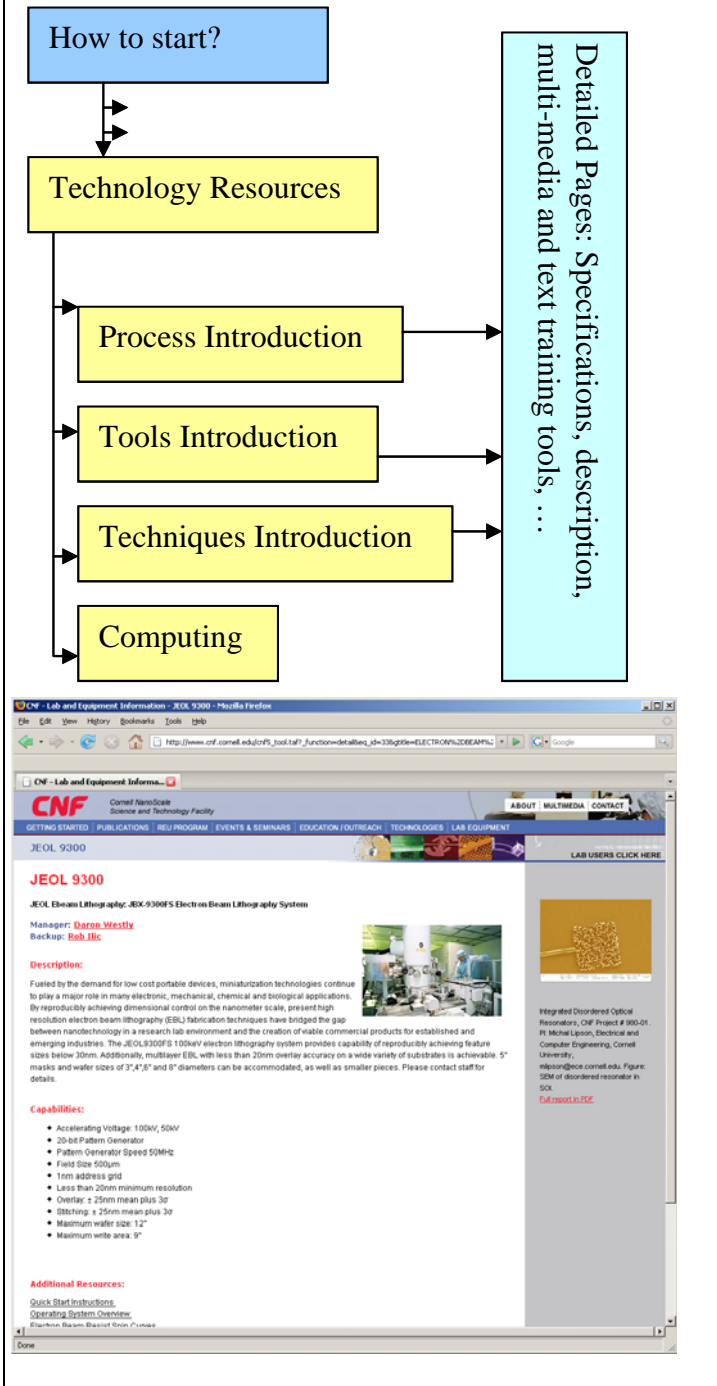 How to start?
Technology Resources
Process Introduction
Tools Introduction
Techniques Introduction
Computing
Detailed Pages: Specifications, description,
multi-media and text training tools, …
CNF - Lab and Equipment Information - JEOL 9300 - Mozilla Firefox
File Edit View History Bookmarks Tools Help
Google
CNF - Lab and Equipment Informa...
CNF
Cornell NanoScale
Science and Technology Facility
ABOUT MULTIMEDIA CONTACT
GETTING STARTED PUBLICATIONS REU PROGRAM EVENTS & SEMINARS EDUCATION / OUTREACH TECHNOLOGIES LAB EQUIPMENT
JEOL 9300
LAB USERS CLICK HERE
JEOL 9300
JEOL Ebeam Lithography: JBX-9300FS Electron Beam Lithography System
Manager: Daron Westly
Backup: Rob Ilic
Description:
Fueled by the demand for low cost portable devices, miniaturization technologies continue
to play a major role in many electronic, mechanical, chemical and biological applications.
By reproducibly achieving dimensional control on the nanometer scale, present high
resolution electron beam lithography (EBL) fabrication techniques have bridged the gap
between nanotechnology in a research lab environment and the creation of viable commercial products for established and
emerging industries. The JEOL9300FS 100keV electron lithography system provides capability of reproducibly achieving feature
sizes below 30nm. Additionally, multilayer EBL with less than 20nm overlay accuracy on a wide variety of substrates is achievable. 5"
masks and wafer sizes of 3",4",6" and 8" diameters can be accommodated, as well as smaller pieces. Please contact staff for
details.
Capabilities:
Accelerating Voltage: 100kV, 50kV
20-bit Pattern Generator
Pattern Generator Speed 50MHz
Field Size 500µm
1nm address grid
Less than 20nm minimum resolution
Overlay: ± 25nm mean plus 3σ
Stitching: ± 25nm mean plus 3σ
Maximum wafer size: 12"
Maximum write area: 9"
Additional Resources:
Quick Start Instructions
Operating System Overview
Electron Beam Resist Spin Curves
Integrated Disordered Optical
Resonators, CNF Project # 980-01.
PI: Michal Lipson, Electrical and
Computer Engineering, Cornell
University,
mlipson@ece.cornell.edu. Figure:
SEM of disordered resonator in
SOI.
Full report in PDF
Done